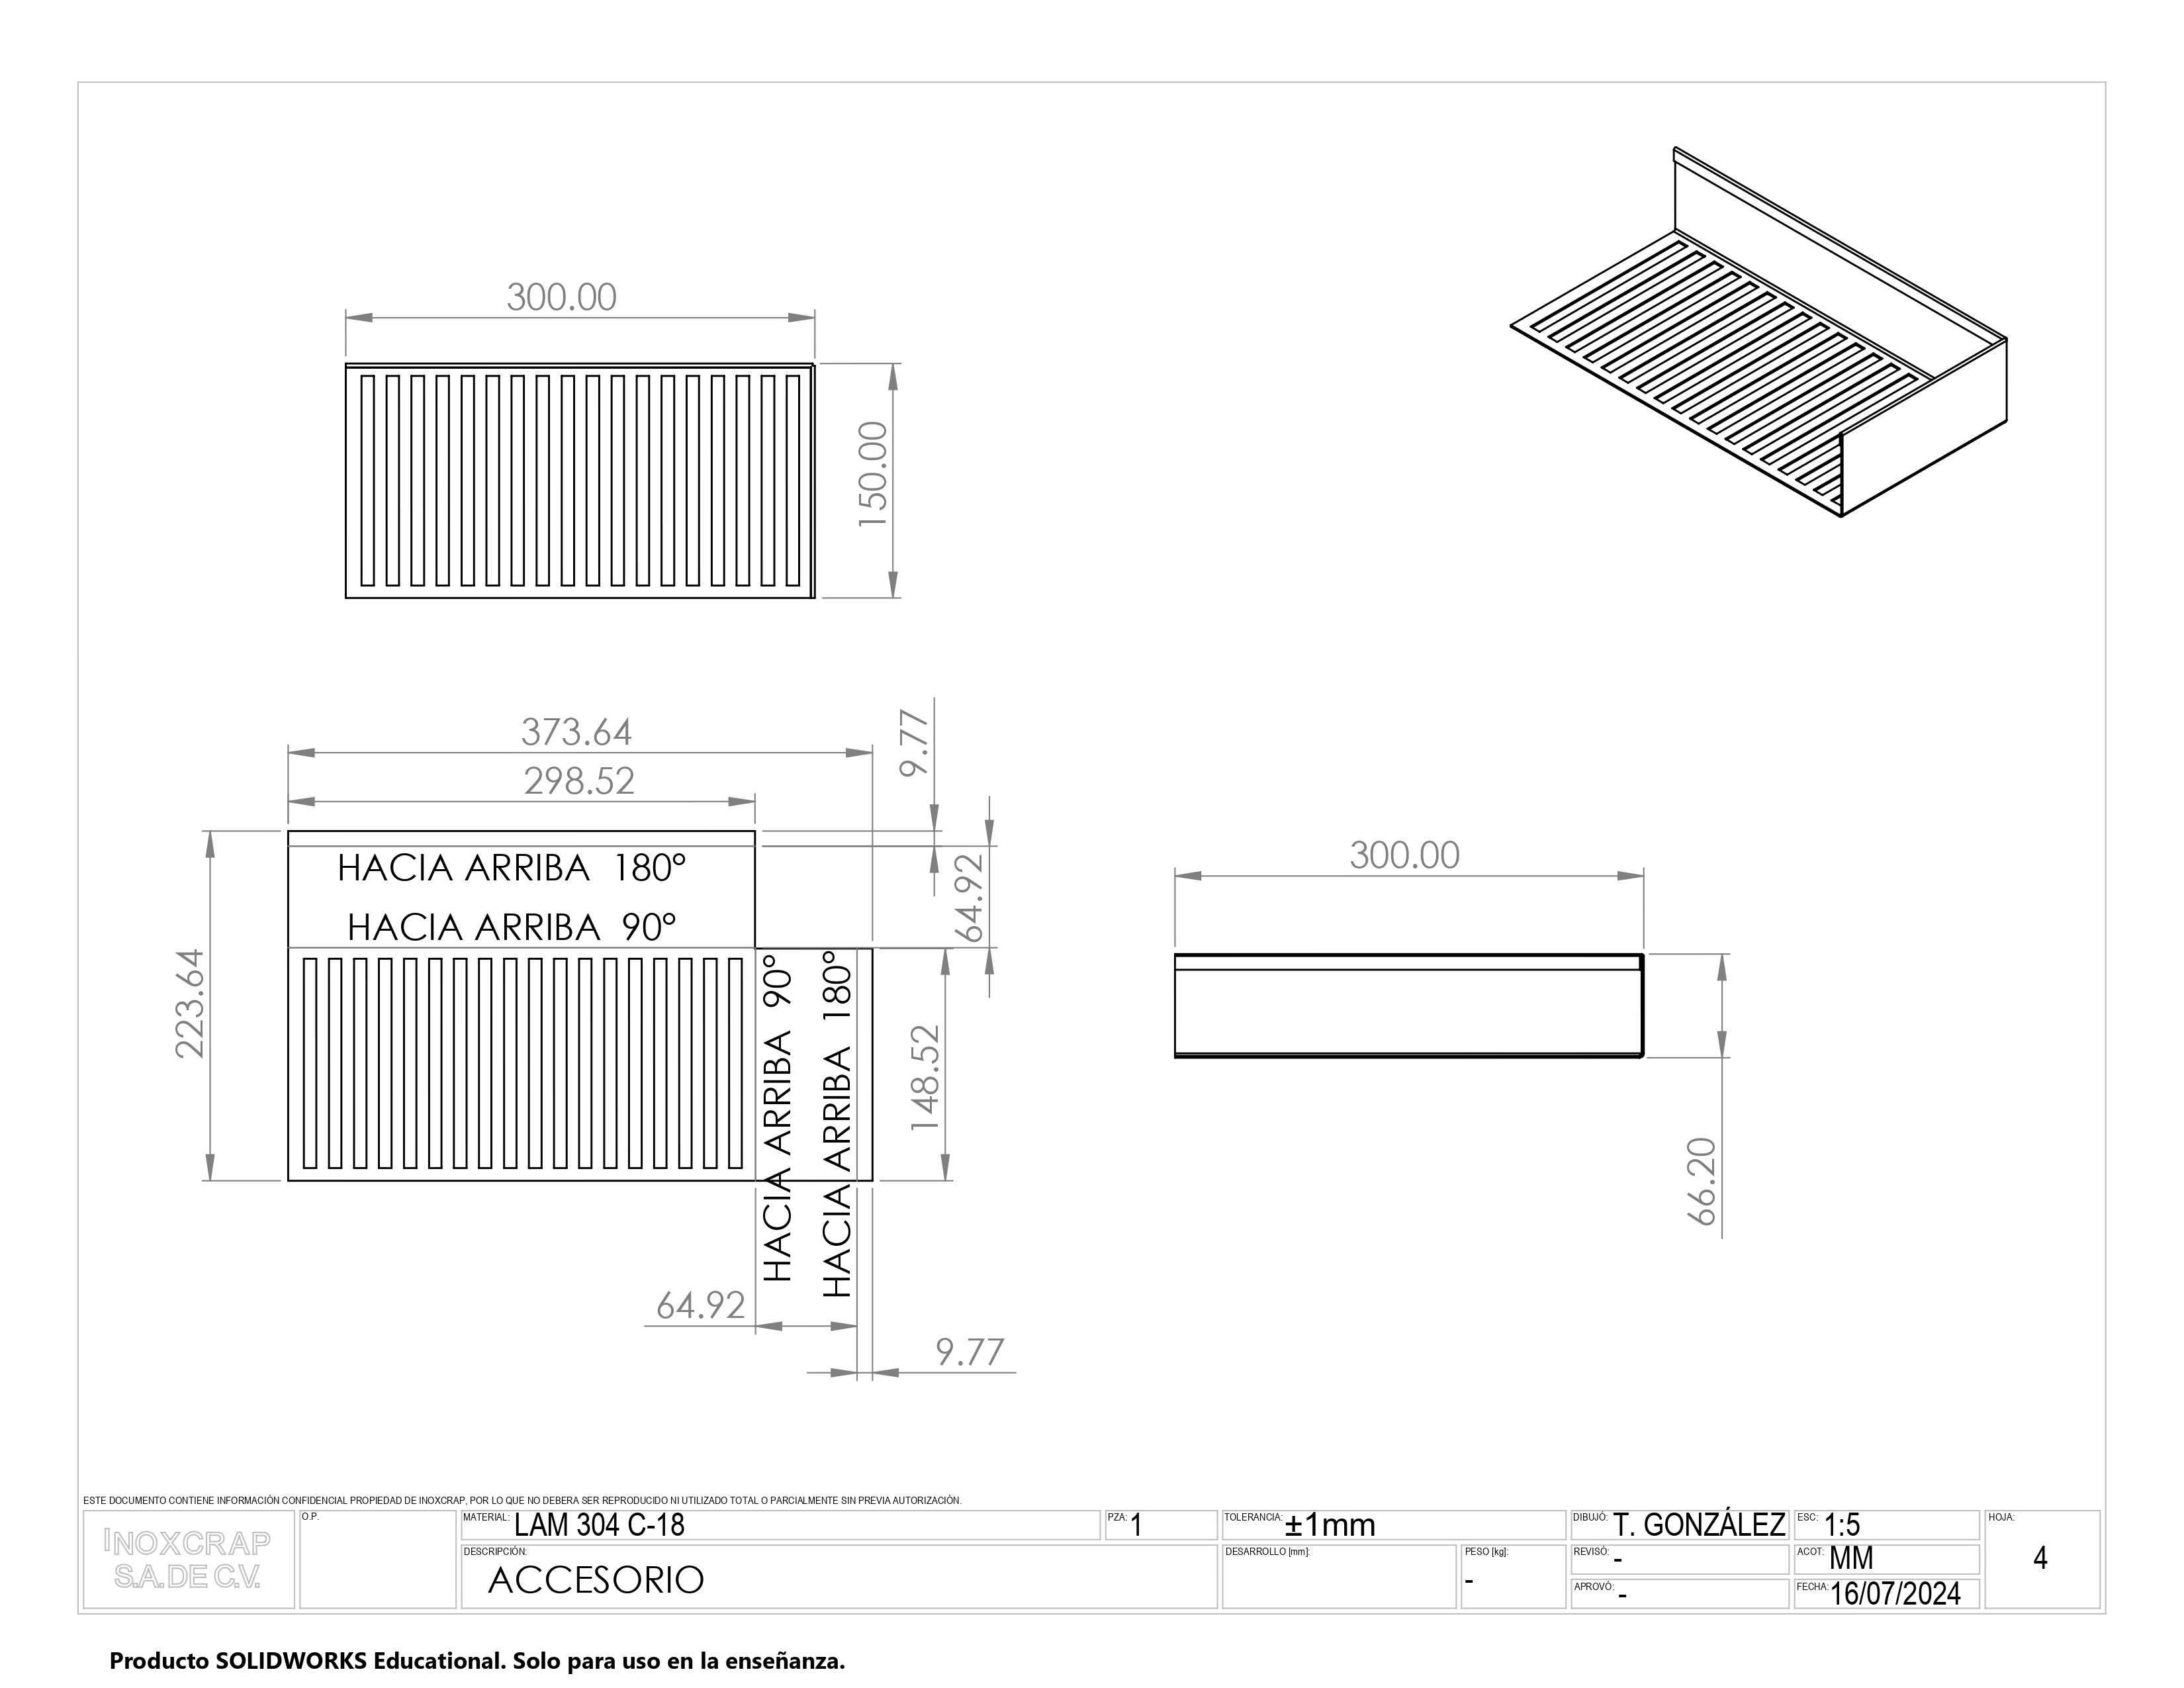 300.00
150.00
373.64
298.52
9.77
64.92
HACIA ARRIBA 180°
HACIA ARRIBA 90°
223.64
HACIA ARRIBA 90°
HACIA ARRIBA 180°
148.52
64.92
9.77
300.00
66.20
ESTE DOCUMENTO CONTIENE INFORMACIÓN CONFIDENCIAL PROPIEDAD DE INOXCRAP, POR LO QUE NO DEBERA SER REPRODUCIDO NI UTILIZADO TOTAL O PARCIALMENTE SIN PREVIA AUTORIZACIÓN.
INOXCRAP
S.A. DE C.V.
O.P.
MATERIAL: LAM 304 C-18
PZA: 1
TOLERANCIA: ±1mm
DIBUJÓ: T. GONZÁLEZ
ESC: 1:5
HOJA:
4
DESCRIPCIÓN:
ACCESORIO
DESARROLLO [mm]:
PESO [kg]:
-
REVISÓ: -
ACOT: MM
APROVÓ: -
FECHA: 16/07/2024
Producto SOLIDWORKS Educational. Solo para uso en la enseñanza.